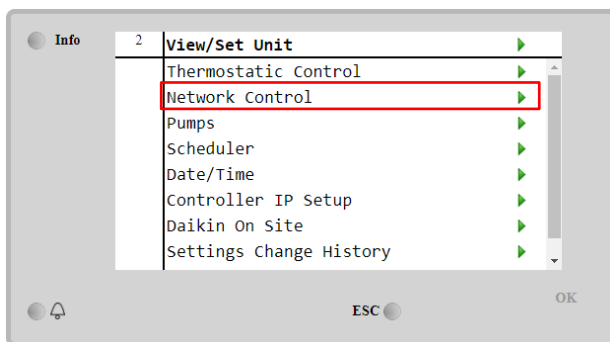 Info
2 View/Set Unit
Thermostatic Control
Network Control
Pumps
Scheduler
Date/Time
Controller IP Setup
Daikin On Site
Settings Change History
OK
ESC